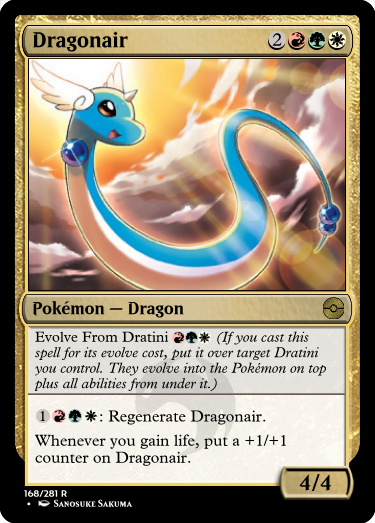 Dragonair 2
Pokémon — Dragon
Evolve From Dratini (If you cast this
spell for its evolve cost, put it over target Dratini
you control. They evolve into the Pokémon on top
plus all abilities from under it.)
1 : Regenerate Dragonair.
Whenever you gain life, put a +1/+1
counter on Dragonair.
4/4
168/281 R
• Sanosuke Sakuma